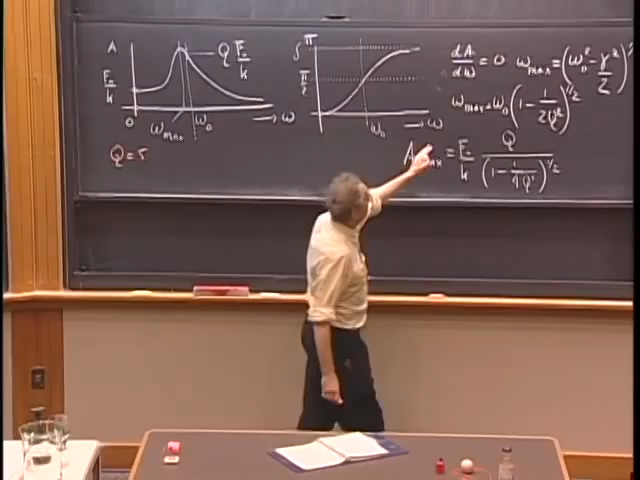 A
Q F₀/k
F₀/k
0
ω_max
ω₀
→ ω
Q = 5
δ
π
π/2
ω₀
→ ω
dA/dω = 0 ω_max = (ω₀² - γ²/2)^1/
ω_max = ω₀ (1 - 1/2Q²)^1/2
A_max = F₀/k Q/(1 - 1/4Q²)^1/2